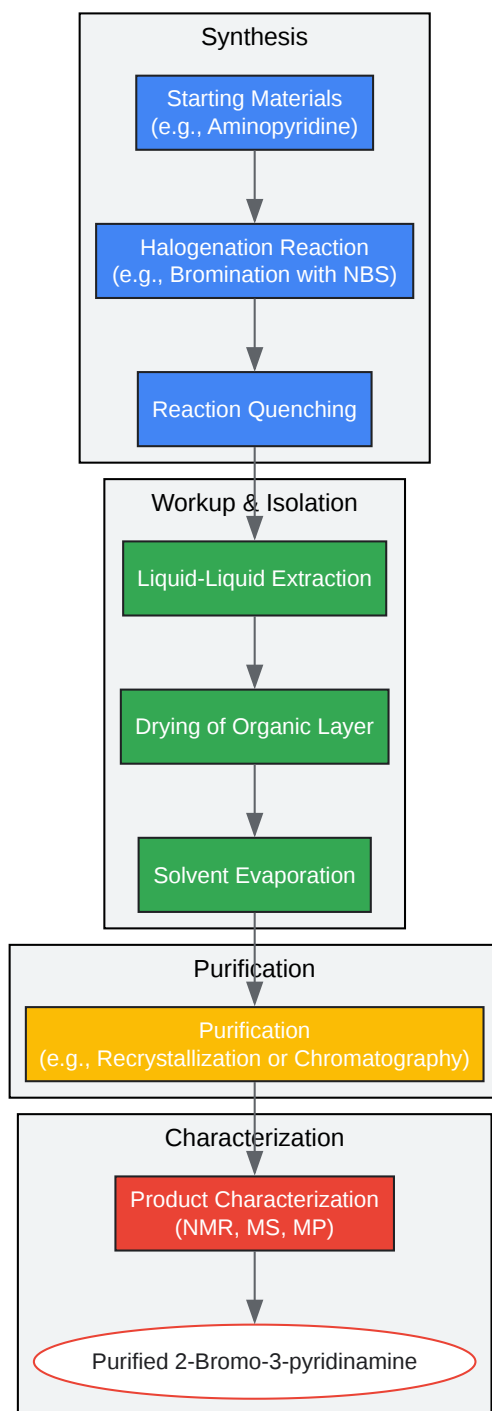 Synthesis
Starting Materials
(e.g., Aminopyridine)
Halogenation Reaction
(e.g., Bromination with NBS)
Reaction Quenching
Workup & Isolation
Liquid-Liquid Extraction
Drying of Organic Layer
Solvent Evaporation
Purification
Purification
(e.g., Recrystallization or Chromatography)
Characterization
Product Characterization
(NMR, MS, MP)
Purified 2-Bromo-3-pyridinamine